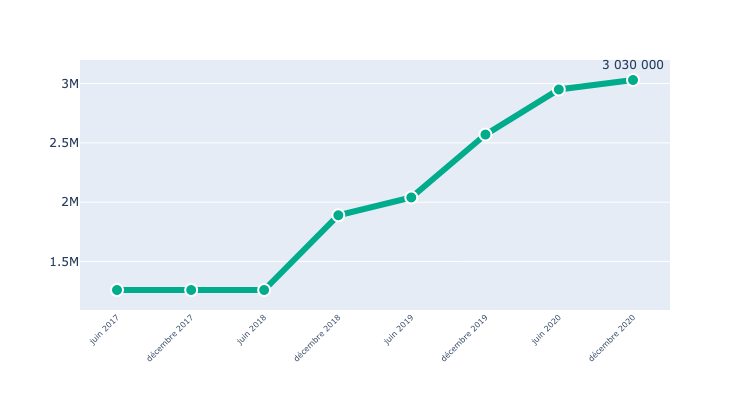 3 030 000
3M
2.5M
2M
1.5M
juin 2017
décembre 2017
juin 2018
décembre 2018
juin 2019
décembre 2019
juin 2020
décembre 2020